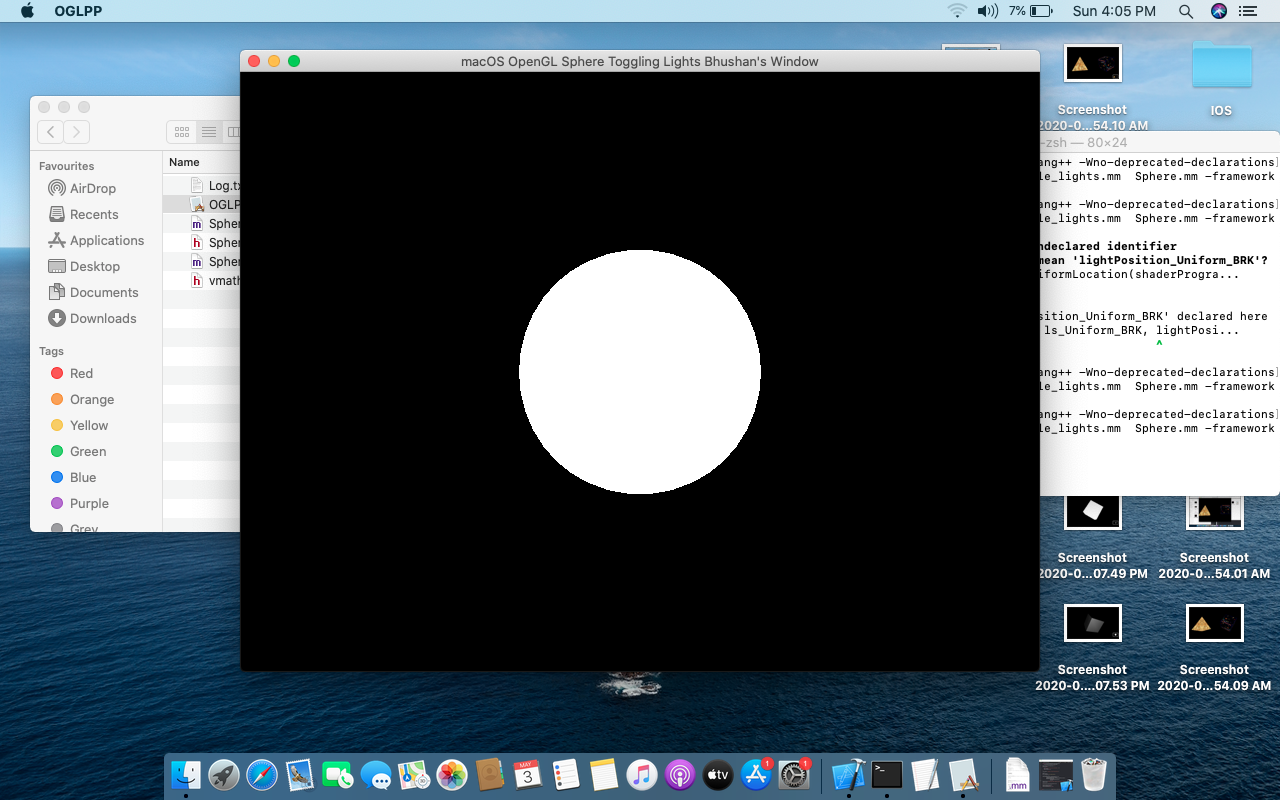 OGLPP
7%
Sun 4:05 PM
macOS OpenGL Sphere Toggling Lights Bhushan's Window
Favourites
AirDrop
Recents
Applications
Desktop
Documents
Downloads
Tags
Red
Orange
Yellow
Green
Blue
Purple
Grey
Name
Log.tx
OGLP
m Spher
h Spher
m Spher
h vmath
Screenshot
2020-0...54.10 AM
IOS
-zsh — 80×24
ang++ -Wno-deprecated-declarations]
le_lights.mm Sphere.mm -framework
ang++ -Wno-deprecated-declarations]
le_lights.mm Sphere.mm -framework
ndeclared identifier
mean 'lightPosition_Uniform_BRK'?
iformLocation(shaderProgra...
sition_Uniform_BRK' declared here
ls_Uniform_BRK, lightPosi...
^
ang++ -Wno-deprecated-declarations]
le_lights.mm Sphere.mm -framework
ang++ -Wno-deprecated-declarations]
le_lights.mm Sphere.mm -framework
Screenshot
2020-0...07.49 PM
Screenshot
2020-0...54.01 AM
Screenshot
2020-0....07.53 PM
Screenshot
2020-0...54.09 AM
MAY
3
tv
1
1
>_
.mm